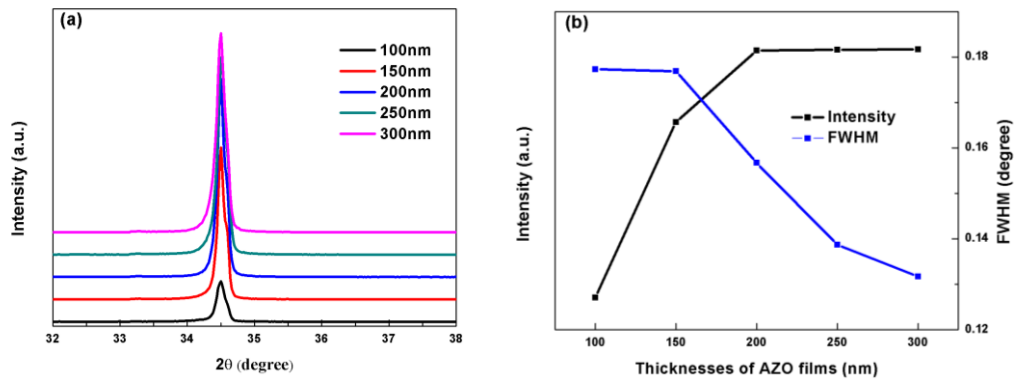 (a)
100nm
150nm
200nm
250nm
300nm
Intensity (a.u.)
32 33 34 35 36 37 38
2θ (degree)
(b)
Intensity
FWHM
Intensity (a.u.)
0.18
0.16
0.14
0.12
FWHM (degree)
100 150 200 250 300
Thicknesses of AZO films (nm)